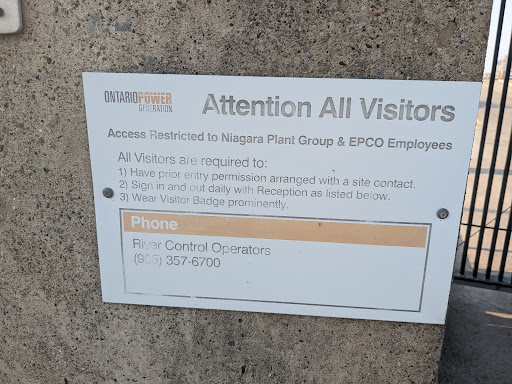 ONTARIOPOWER
GENERATION
Attention All Visitors
Access Restricted to Niagara Plant Group & EPCO Employees
All Visitors are required to:
1) Have prior entry permission arranged with a site contact.
2) Sign in and out daily with Reception as listed below.
3) Wear Visitor Badge prominently.
Phone
River Control Operators
(905) 357-6700